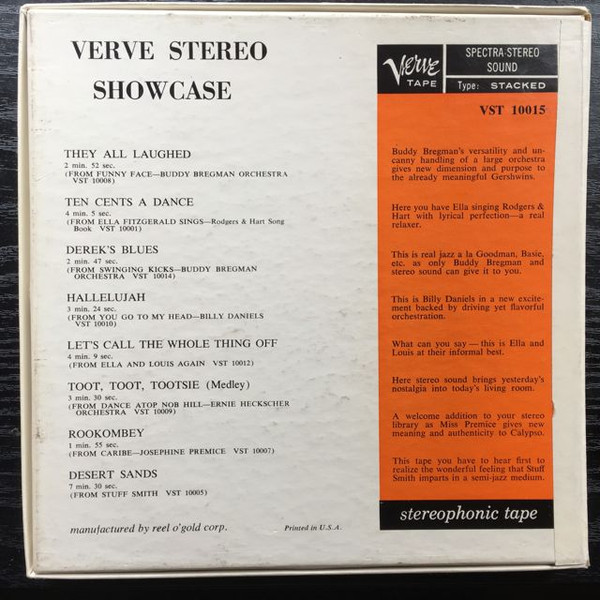 VERVE STEREO
SHOWCASE
THEY ALL LAUGHED
2 min. 52 sec.
(FROM FUNNY FACE—BUDDY BREGMAN ORCHESTRA
VST 10008)
TEN CENTS A DANCE
4 min. 5 sec.
(FROM ELLA FITZGERALD SINGS—Rodgers & Hart Song
Book VST 10001)
DEREK'S BLUES
2 min. 47 sec.
(FROM SWINGING KICKS—BUDDY BREGMAN
ORCHESTRA VST 10014)
HALLELUJAH
3 min. 24 sec.
(FROM YOU GO TO MY HEAD—BILLY DANIELS
VST 10010)
LET'S CALL THE WHOLE THING OFF
4 min. 9 sec.
(FROM ELLA AND LOUIS AGAIN VST 10012)
TOOT, TOOT, TOOTSIE (Medley)
3 min. 30 sec.
(FROM DANCE ATOP NOB HILL—ERNIE HECKSCHER
ORCHESTRA VST 10009)
ROOKOMBEY
1 min. 55 sec.
(FROM CARIBE—JOSEPHINE PREMICE VST 10007)
DESERT SANDS
7 min. 30 sec.
(FROM STUFF SMITH VST 10005)
manufactured by reel o'gold corp.
Printed in U.S.A.
Verve
TAPE
SPECTRA-STEREO
SOUND
Type: STACKED
VST 10015
Buddy Bregman's versatility and un-
canny handling of a large orchestra
gives new dimension and purpose to
the already meaningful Gershwins.
Here you have Ella singing Rodgers &
Hart with lyrical perfection—a real
relaxer.
This is real jazz a la Goodman, Basie,
etc. as only Buddy Bregman and
stereo sound can give it to you.
This is Billy Daniels in a new excite-
ment backed by driving yet flavorful
orchestration.
What can you say—this is Ella and
Louis at their informal best.
Here stereo sound brings yesterday's
nostalgia into today's living room.
A welcome addition to your stereo
library as Miss Premice gives new
meaning and authenticity to Calypso.
This tape you have to hear first to
realize the wonderful feeling that Stuff
Smith imparts in a semi-jazz medium.
stereophonic tape